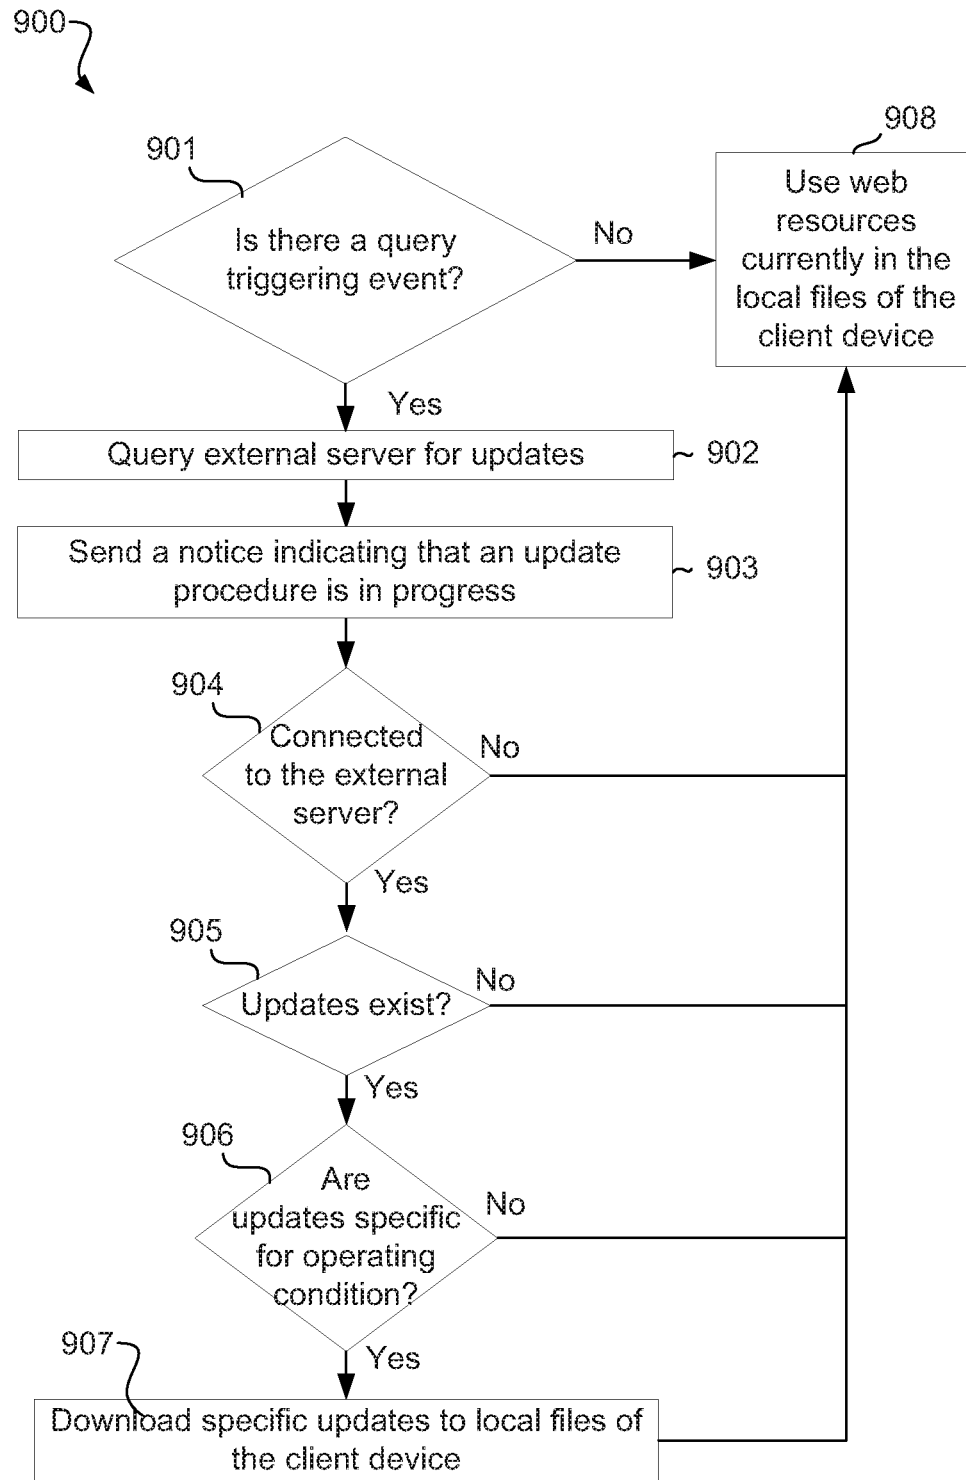 900
901
Is there a query
triggering event?
No
908
Use web
resources
currently in the
local files of the
client device
Yes
Query external server for updates
902
Send a notice indicating that an update
procedure is in progress
903
904
Connected
to the external
server?
No
Yes
905
Updates exist?
No
Yes
906
Are
updates specific
for operating
condition?
No
Yes
907
Download specific updates to local files of
the client device